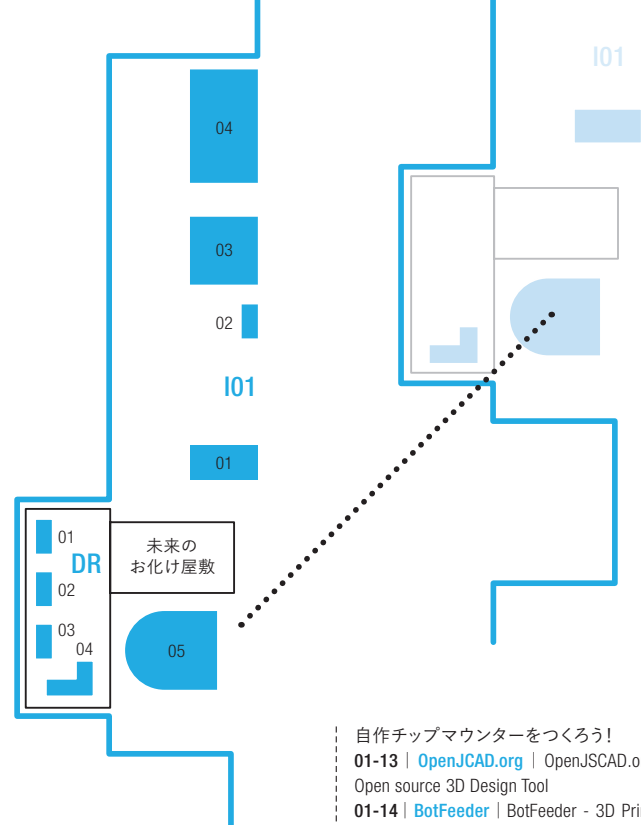 I01
04
03
02
I01
01
01
DR
02
03
04
未来の
お化け屋敷
05
自作チップマウンターをつくろう!
01-13 | OpenJCAD.org | OpenJSCAD.o
Open source 3D Design Tool
01-14 | BotFeeder | BotFeeder - 3D Pri